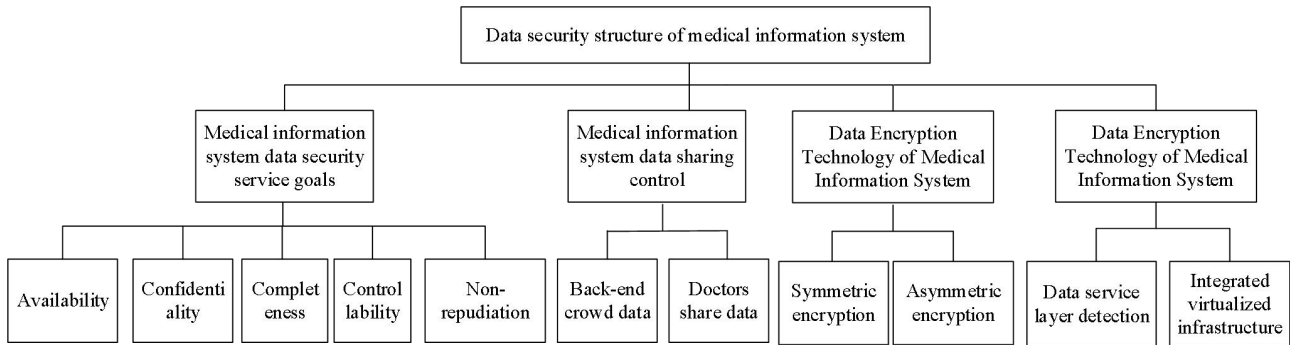 Data security structure of medical information system
Medical information
system data security
service goals
Medical information
system data sharing
control
Data Encryption
Technology of Medical
Information System
Data Encryption
Technology of Medical
Information System
Availability
Confidenti
ality
Complet
eness
Control
lability
Non-
repudiation
Back-end
crowd data
Doctors
share data
Symmetric
encryption
Asymmetric
encryption
Data service
layer detection
Integrated
virtualized
infrastructure